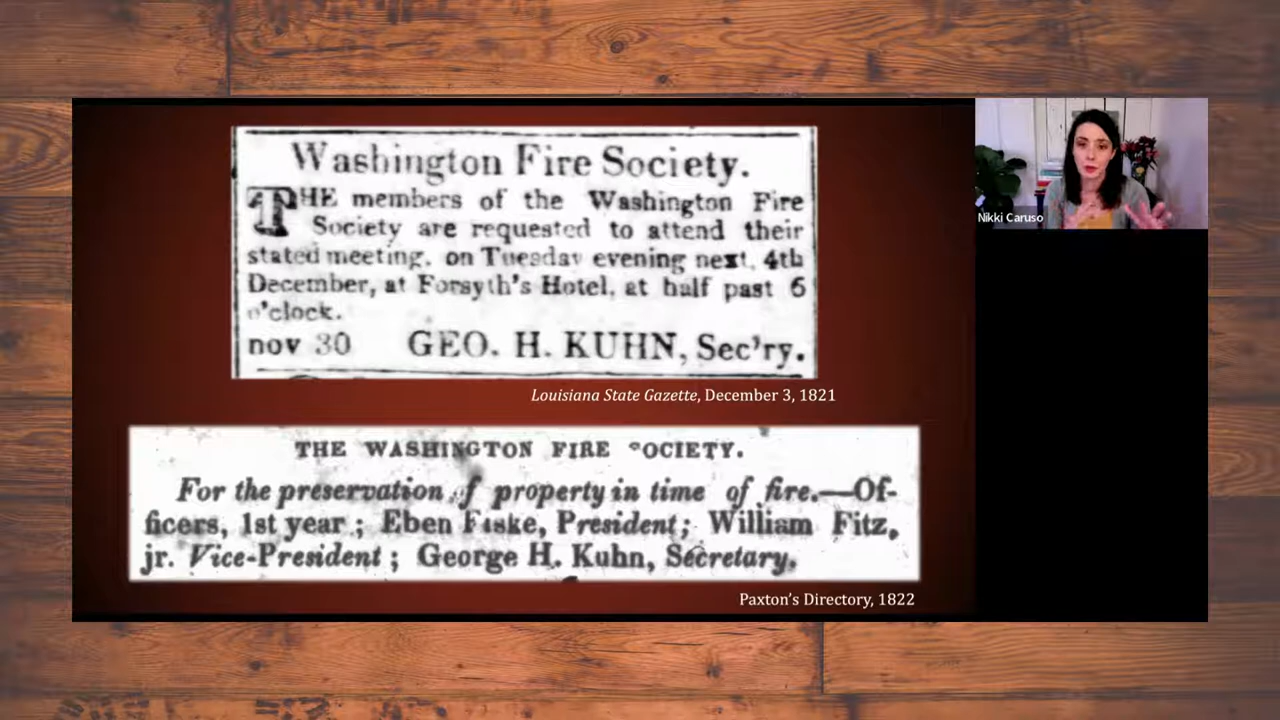 Washington Fire Society.
THE members of the Washington Fire
Society are requested to attend their
stated meeting. on Tuesday evening next, 4th
December, at Forsyth's Hotel, at half past 6
o'clock.
nov 30 GEO. H. KUHN, Sec'ry.
Louisiana State Gazette, December 3, 1821
THE WASHINGTON FIRE SOCIETY.
For the preservation of property in time of fire.—Of-
ficers, 1st year; Eben Fiske, President; William Fitz,
jr. Vice-President; George H. Kuhn, Secretary.
Paxton's Directory, 1822
Nikki Caruso